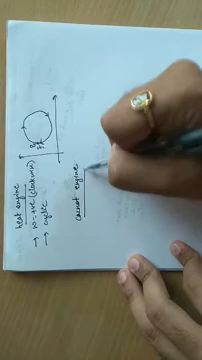 heat engine
→ w = +ve (clockwise)
→ cyclic
carnot engine